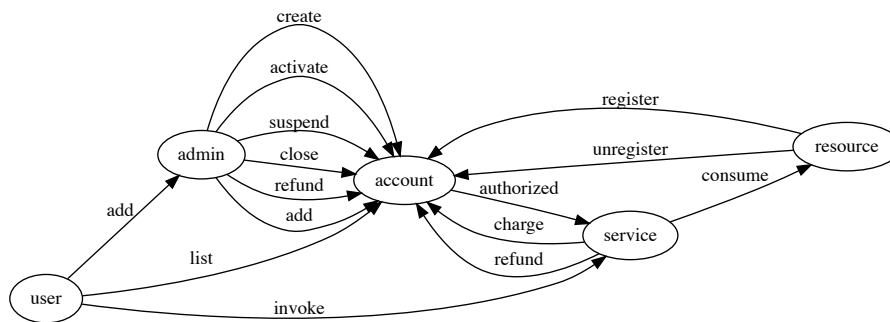 create
activate
suspend
close
refund
add
admin
account
register
unregister
resource
authorized
consume
charge
service
refund
add
list
user
invoke